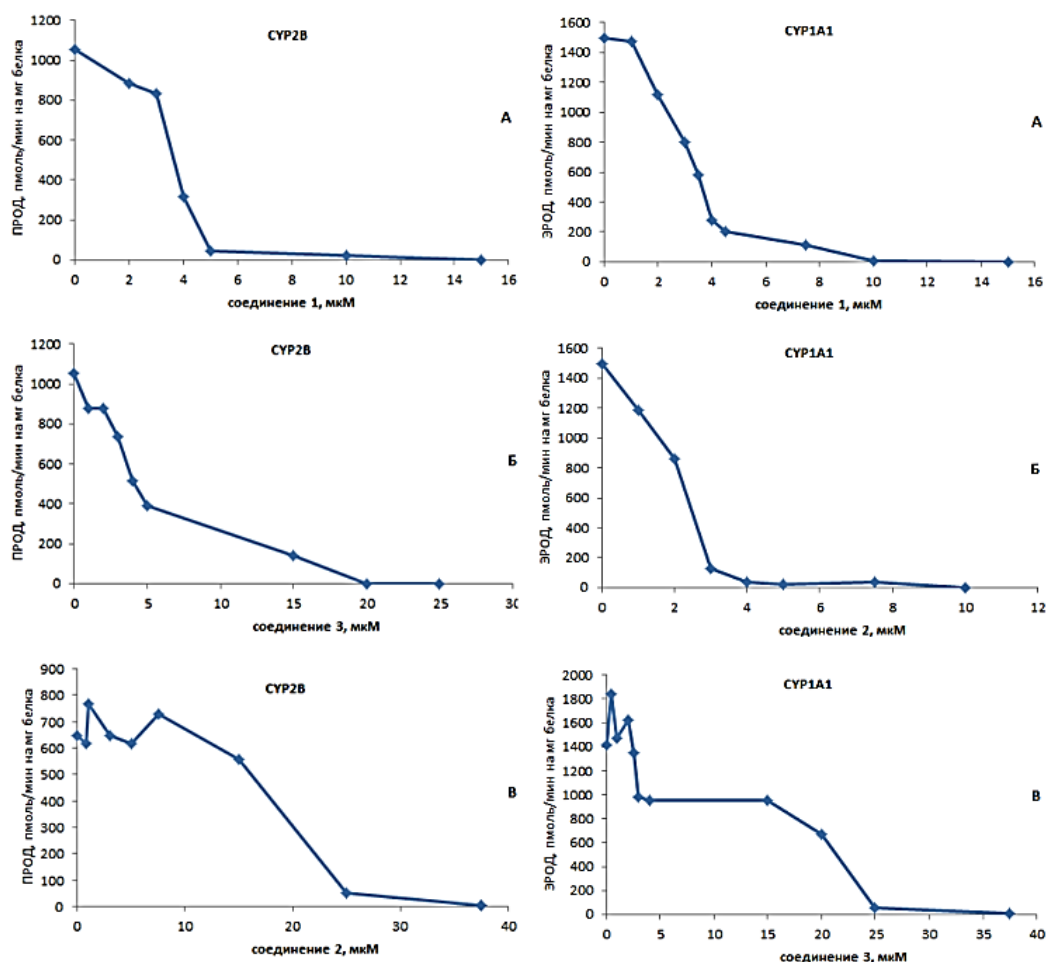 CYP2B
ПРОД, пмоль/мин на мг белка
1200
1000
800
600
400
200
0
0 2 4 6 8 10 12 14 16
соединение 1, мкМ
А
CYP1A1
ЭРОД, пмоль/мин на мг белка
1600
1400
1200
1000
800
600
400
200
0
0 2 4 6 8 10 12 14 16
соединение 1, мкМ
А
CYP2B
ПРОД, пмоль/мин на мг белка
1200
1000
800
600
400
200
0
0 5 10 15 20 25 30
соединение 3, мкМ
Б
CYP1A1
ЭРОД, пмоль/мин на мг белка
1600
1400
1200
1000
800
600
400
200
0
0 2 4 6 8 10 12
соединение 2, мкМ
Б
CYP2B
ПРОД, пмоль/мин на мг белка
900
800
700
600
500
400
300
200
100
0
0 10 20 30 40
соединение 2, мкМ
В
CYP1A1
ЭРОД, пмоль/мин на мг белка
2000
1800
1600
1400
1200
1000
800
600
400
200
0
0 5 10 15 20 25 30 35 40
соединение 3, мкМ
В